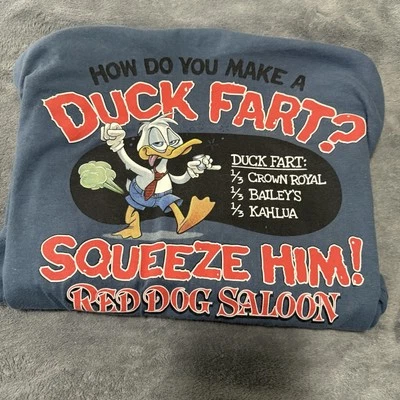 HOW DO YOU MAKE A
DUCK FART?
DUCK FART:
1/3 CROWN ROYAL
1/3 BAILEY'S
1/3 KAHLUA
SQUEEZE HIM!
RED DOG SALOON